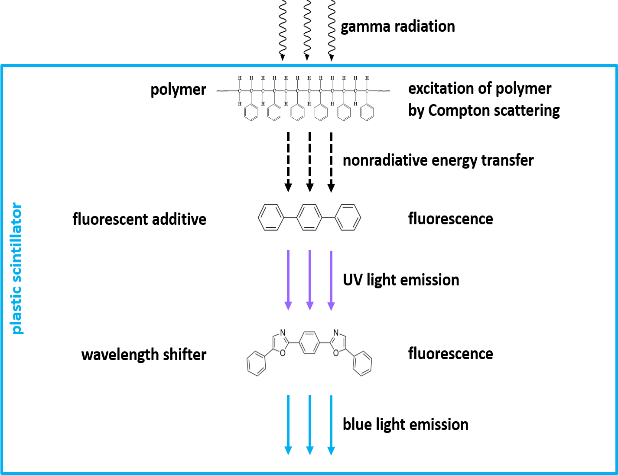 gamma radiation
polymer
excitation of polymer
by Compton scattering
nonradiative energy transfer
fluorescent additive
fluorescence
UV light emission
plastic scintillator
N N
O O
wavelength shifter
fluorescence
blue light emission